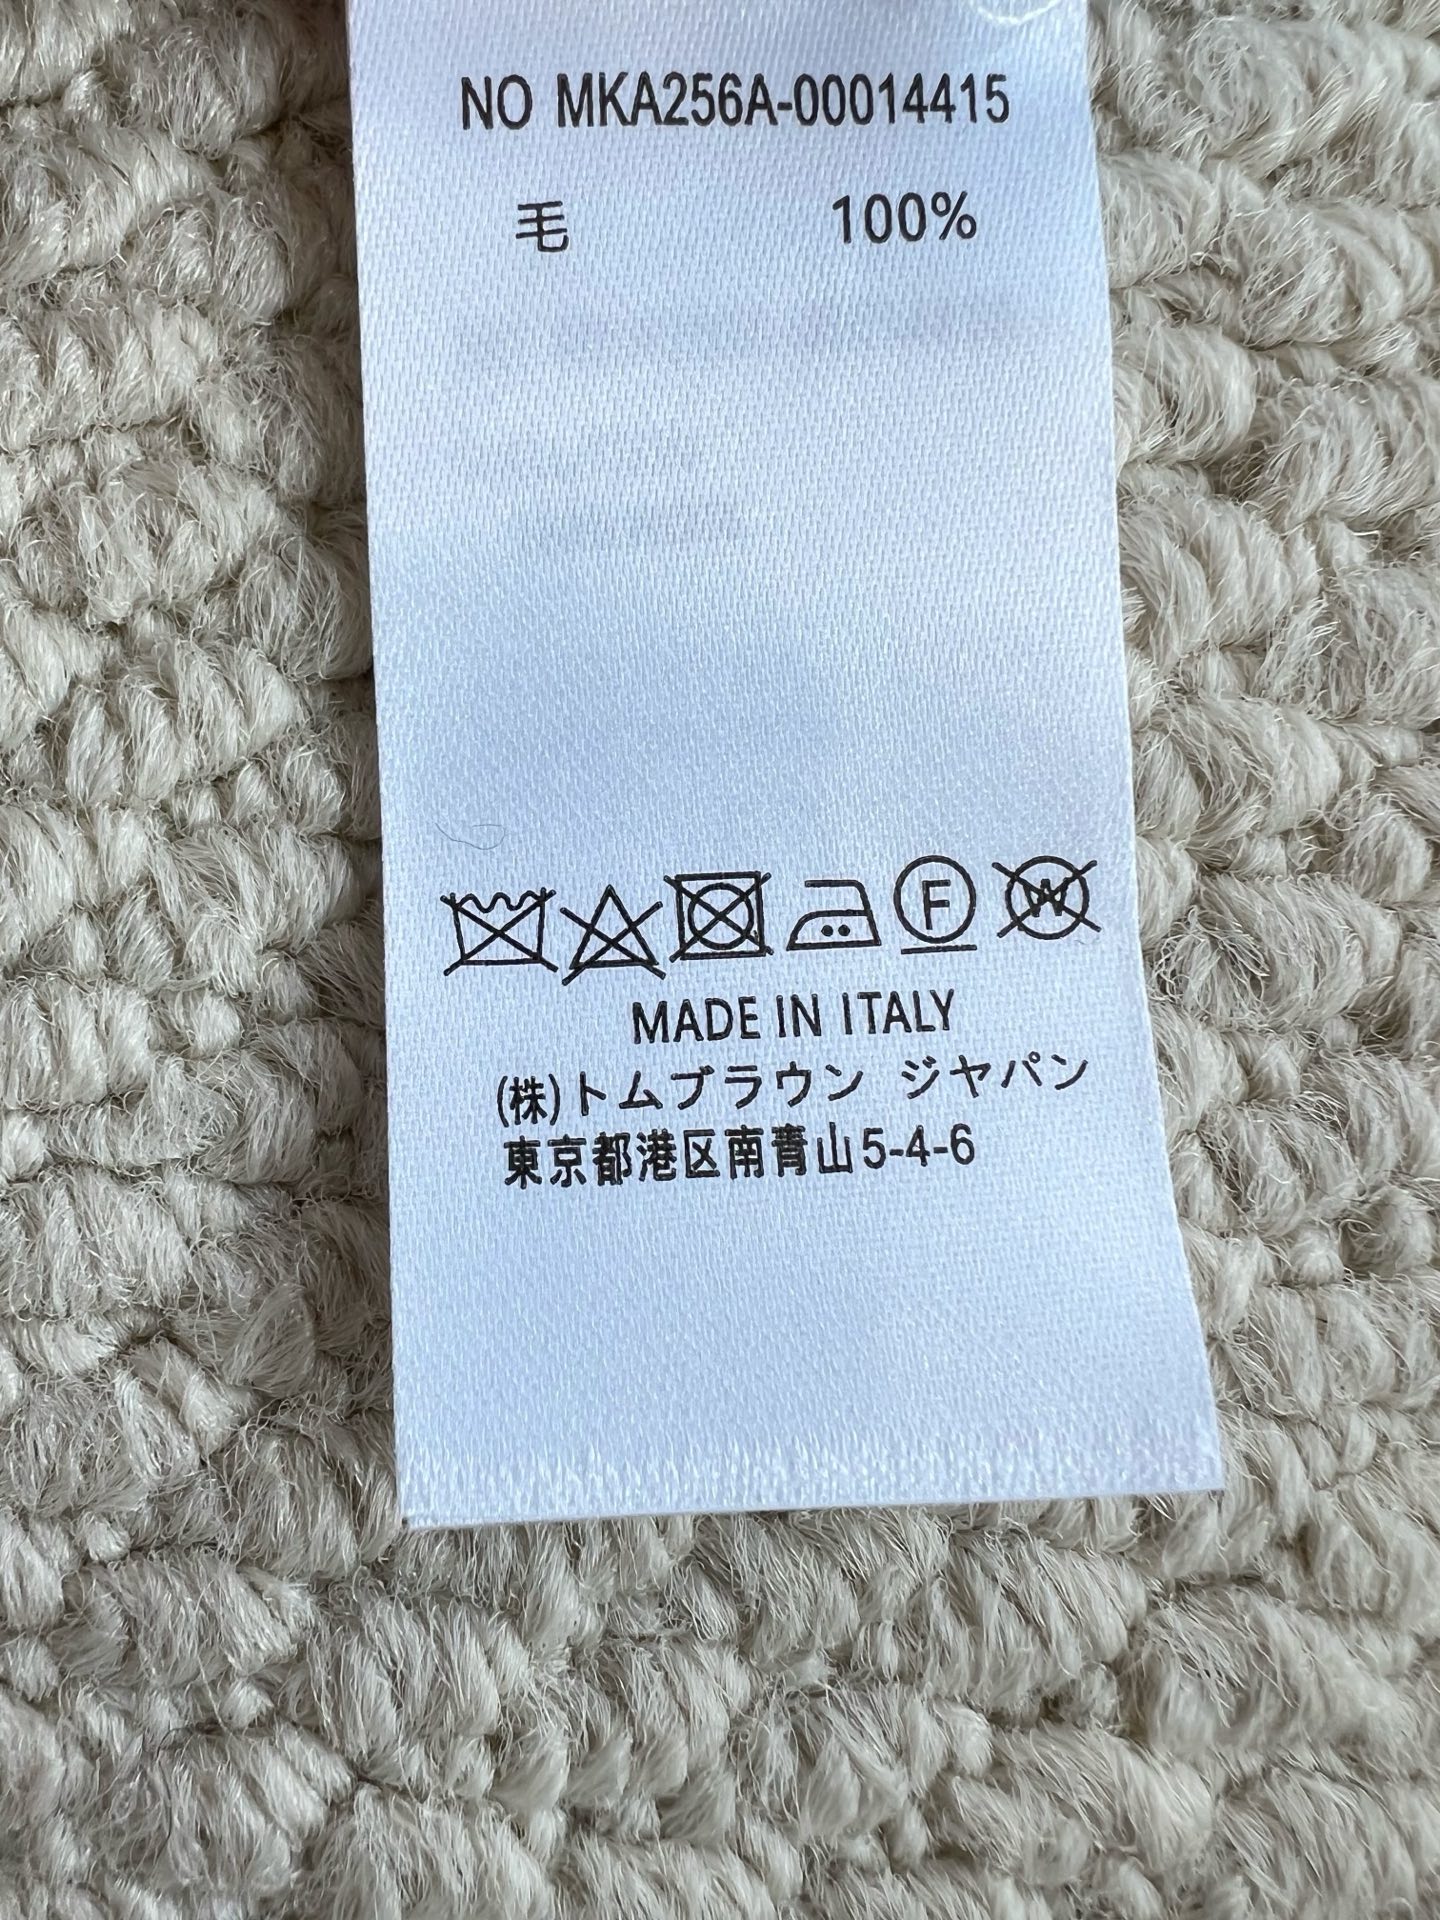 NO MKA256A-00014415
毛 100%
F W
MADE IN ITALY
(株)トムブラウン ジャパン
東京都港区南青山5-4-6